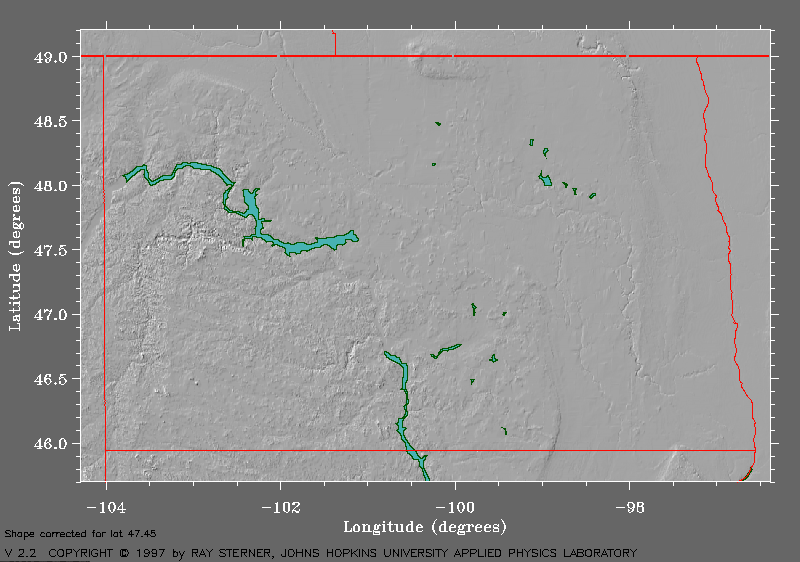 49.0
48.5
48.0
47.5
47.0
46.5
46.0
Latitude (degrees)
-104 -102 -100 -98
Longitude (degrees)
Shape corrected for lat 47.45
V 2.2 COPYRIGHT © 1997 by RAY STERNER, JOHNS HOPKINS UNIVERSITY APPLIED PHYSICS LABORATORY